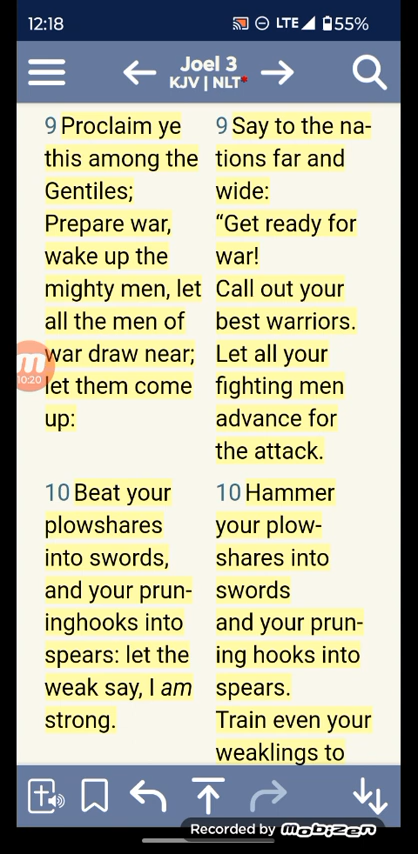 12:18
LTE
55%
Joel 3
KJV | NLT*
9 Proclaim ye
this among the
Gentiles;
Prepare war,
wake up the
mighty men, let
all the men of
war draw near;
let them come
up:
10 Beat your
plowshares
into swords,
and your prun-
inghooks into
spears: let the
weak say, I am
strong.
9 Say to the na-
tions far and
wide:
“Get ready for
war!
Call out your
best warriors.
Let all your
fighting men
advance for
the attack.
10 Hammer
your plow-
shares into
swords
and your prun-
ing hooks into
spears.
Train even your
weaklings to
m
10:20
Recorded by mobizen